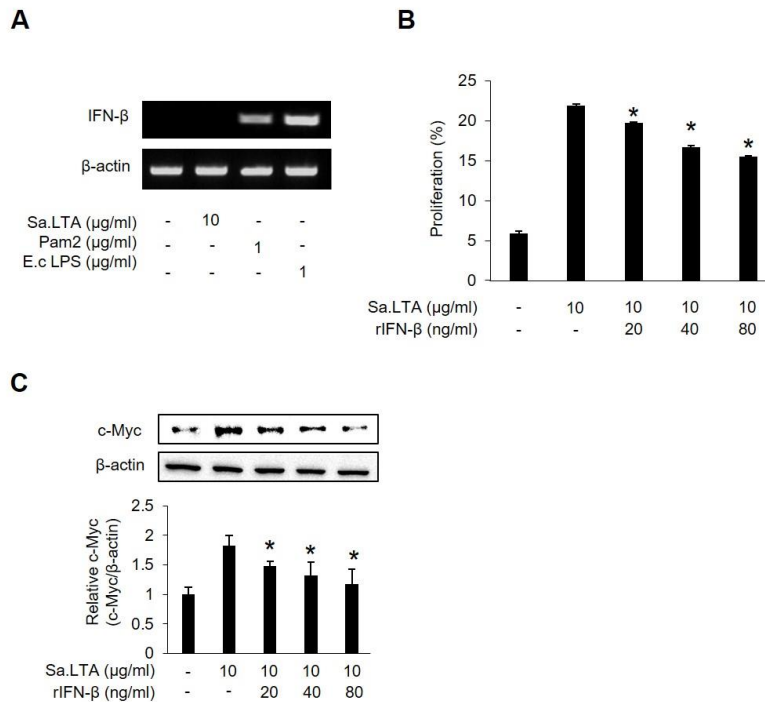 A
IFN-β
β-actin
Sa.LTA (μg/ml) - 10 - -
Pam2 (μg/ml) - - 1 -
E.c LPS (μg/ml) - - - 1
B
Proliferation (%)
25
20
15
10
5
0
* * *
Sa.LTA (μg/ml) - 10 10 10 10
rIFN-β (ng/ml) - - 20 40 80
C
c-Myc
β-actin
Relative c-Myc
(c-Myc/β-actin)
2.5
2
1.5
1
0.5
0
* * *
Sa.LTA (μg/ml) - 10 10 10 10
rIFN-β (ng/ml) - - 20 40 80